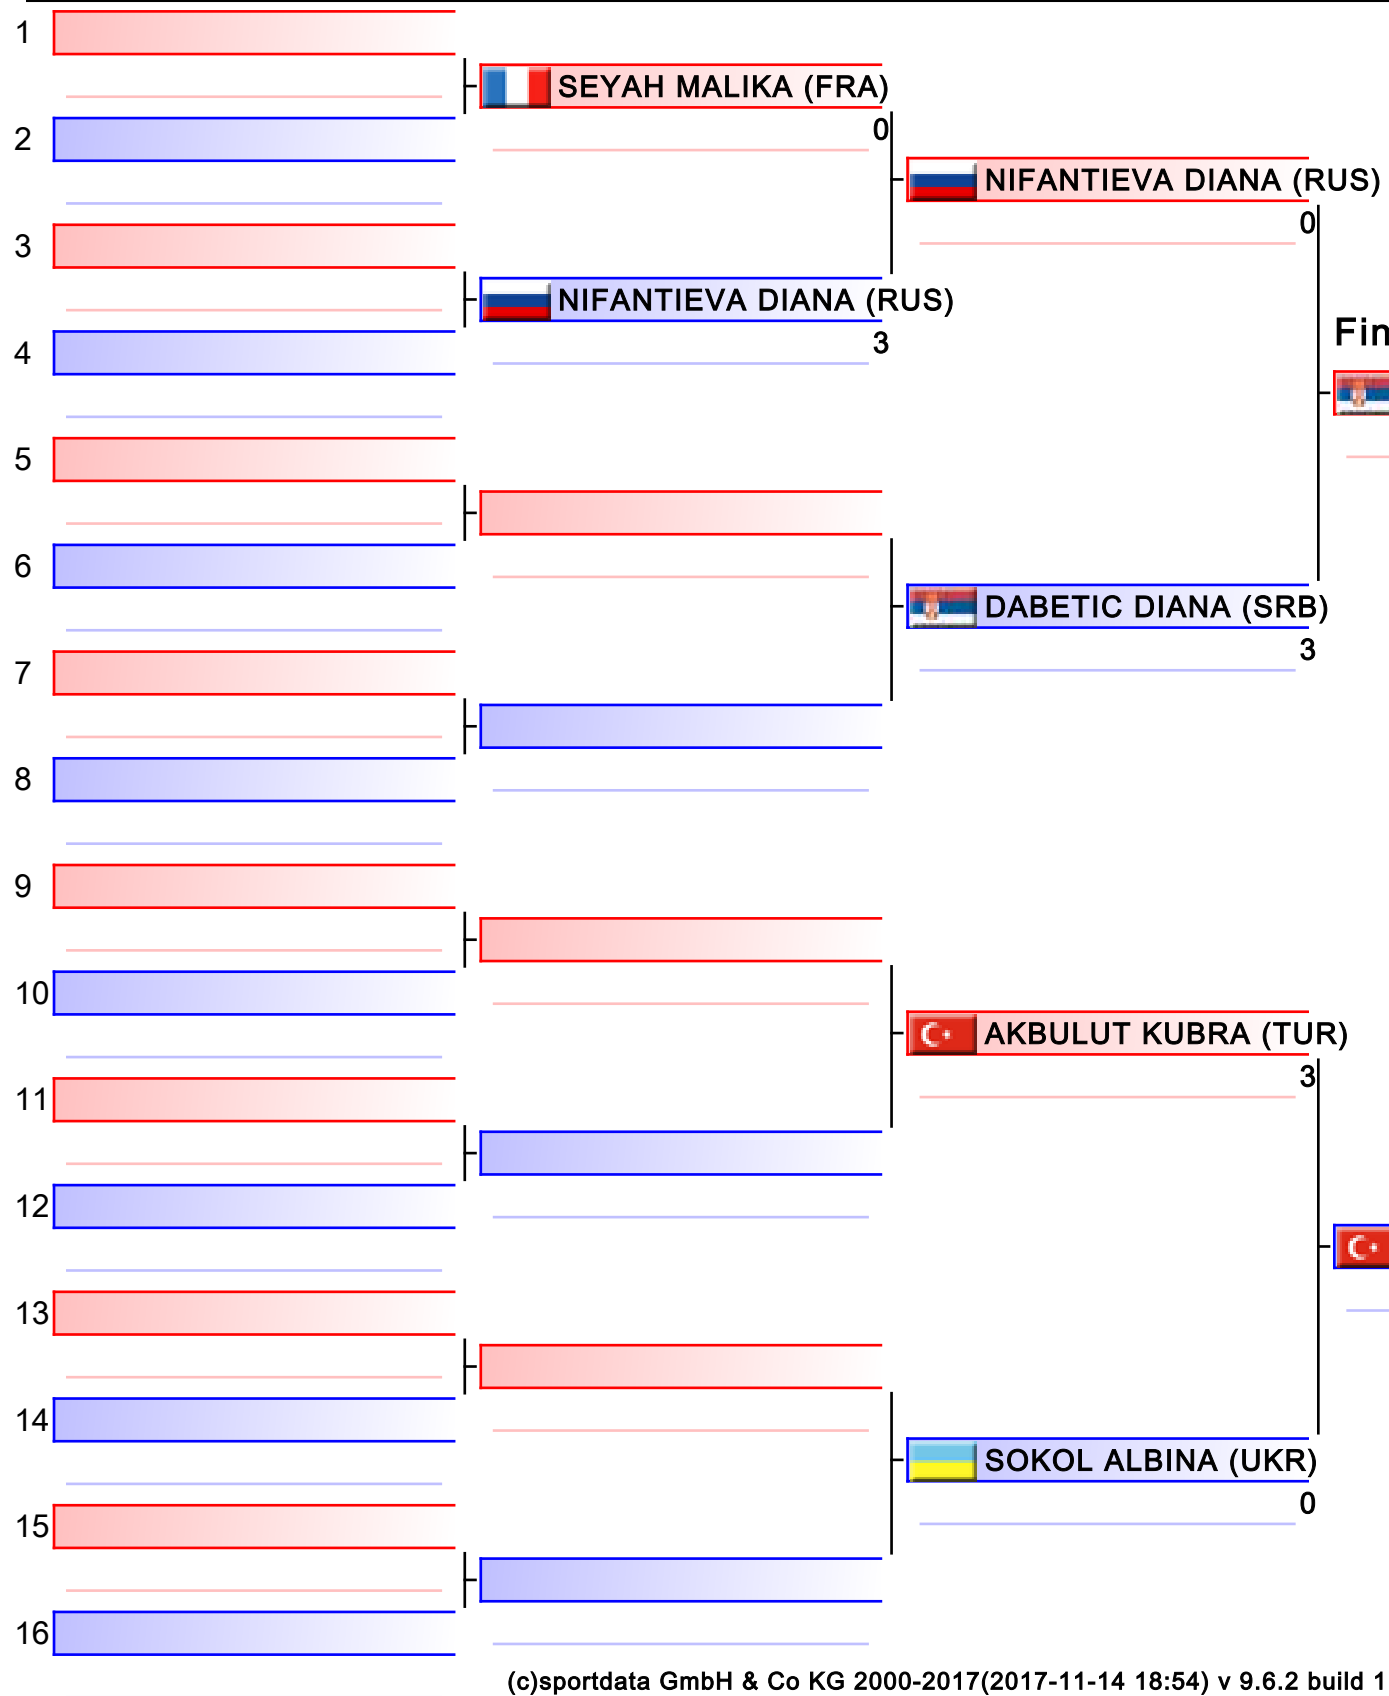 1
SEYAH MALIKA (FRA)
0
2
NIFANTIEVA DIANA (RUS)
0
3
NIFANTIEVA DIANA (RUS)
3
4
Fin
5
6
DABETIC DIANA (SRB)
3
7
8
9
10
AKBULUT KUBRA (TUR)
3
11
12
13
14
SOKOL ALBINA (UKR)
0
15
16
(c)sportdata GmbH & Co KG 2000-2017(2017-11-14 18:54) v 9.6.2 build 1